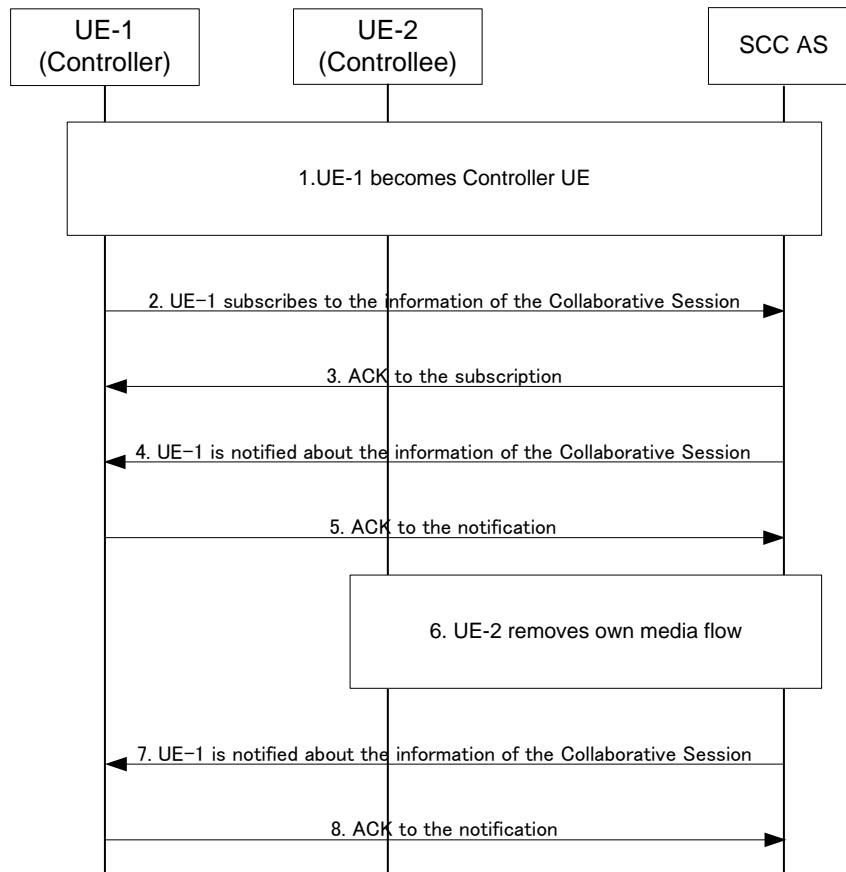 UE-1
(Controller)
UE-2
(Controllee)
SCC AS
1.UE-1 becomes Controller UE
2. UE-1 subscribes to the information of the Collaborative Session
3. ACK to the subscription
4. UE-1 is notified about the information of the Collaborative Session
5. ACK to the notification
6. UE-2 removes own media flow
7. UE-1 is notified about the information of the Collaborative Session
8. ACK to the notification